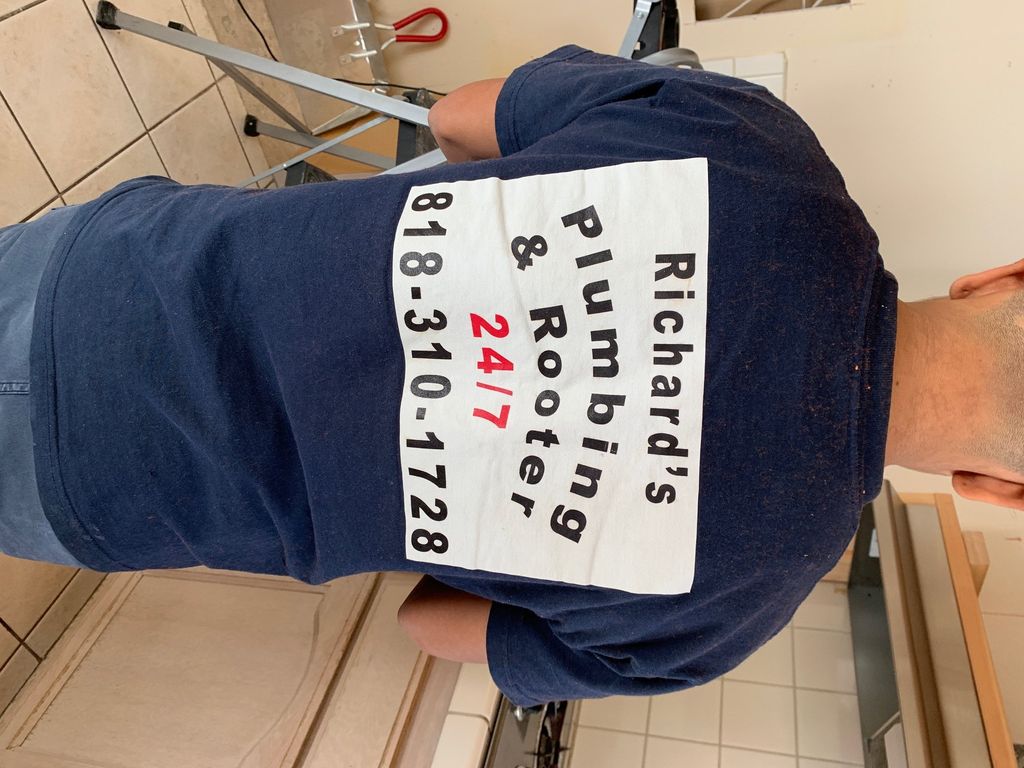 Richard's
Plumbing
& Rooter
24/7
818-310-1728